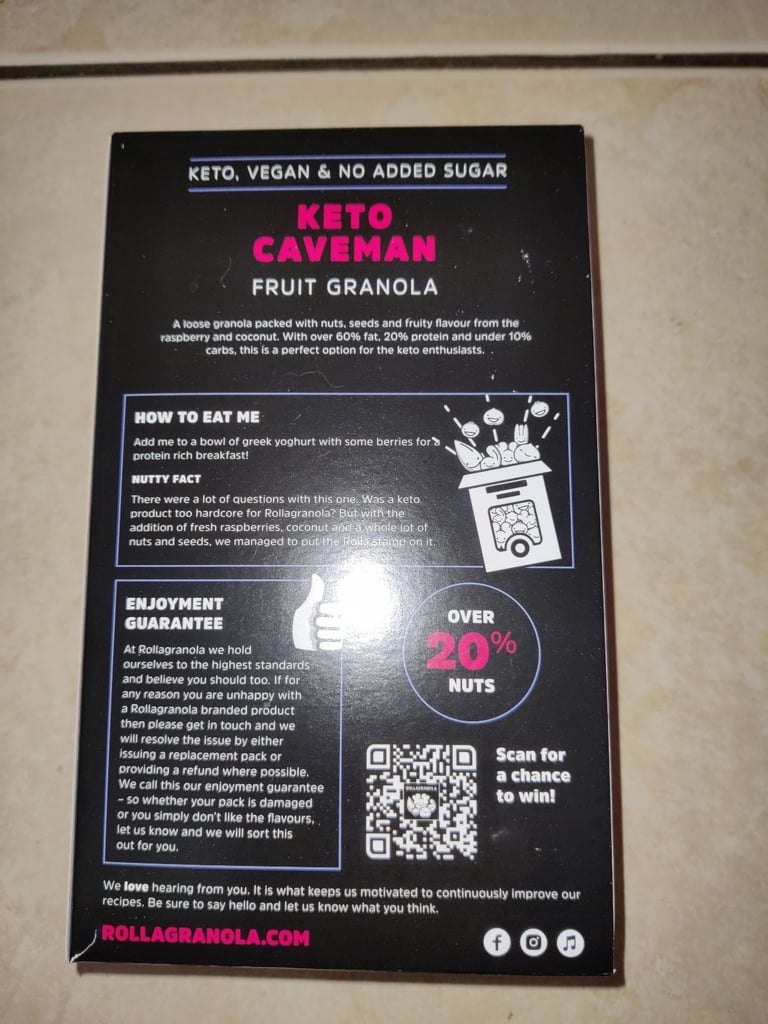 KETO, VEGAN & NO ADDED SUGAR
KETO
CAVEMAN
FRUIT GRANOLA
A loose granola packed with nuts, seeds and fruity flavour from the
raspberry and coconut. With over 60% fat, 20% protein and under 10%
carbs, this is a perfect option for the keto enthusiasts.
HOW TO EAT ME
Add me to a bowl of greek yoghurt with some berries for a
protein rich breakfast!
NUTTY FACT
There were a lot of questions with this one. Was a keto
product too hardcore for Rollagranola? But with the
addition of fresh raspberries, coconut and a whole lot of
nuts and seeds, we managed to put the Rolla stamp on it.
ENJOYMENT
GUARANTEE
At Rollagranola we hold
ourselves to the highest standards
and believe you should too. If for
any reason you are unhappy with
a Rollagranola branded product
then please get in touch and we
will resolve the issue by either
issuing a replacement pack or
providing a refund where possible.
We call this our enjoyment guarantee
– so whether your pack is damaged
or you simply don't like the flavours,
let us know and we will sort this
out for you.
OVER
20%
NUTS
ROLLAGRANOLA
Scan for
a chance
to win!
We love hearing from you. It is what keeps us motivated to continuously improve our
recipes. Be sure to say hello and let us know what you think.
ROLLAGRANOLA.COM